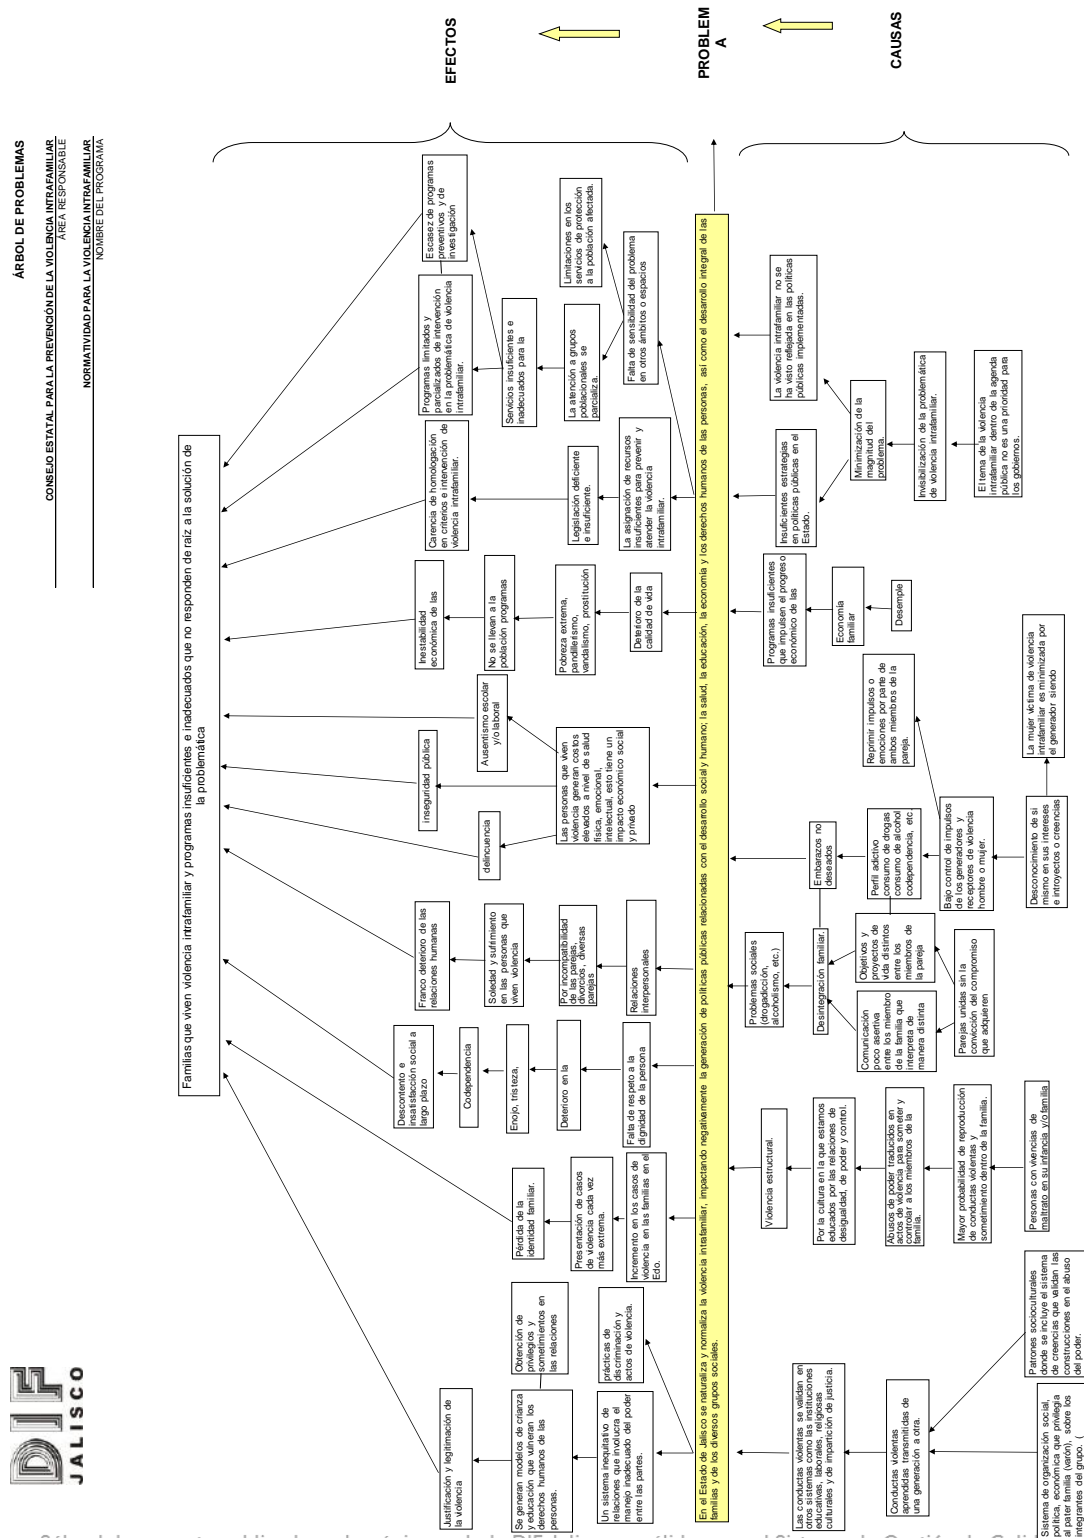 DIF
JALISCO
ÁRBOL DE PROBLEMAS
CONSEJO ESTATAL PARA LA PREVENCIÓN DE LA VIOLENCIA INTRAFAMILIAR
ÁREA RESPONSABLE
NORMATIVIDAD PARA LA VIOLENCIA INTRAFAMILIAR
NOMBRE DEL PROGRAMA
Familias que viven violencia intrafamiliar y programas insuficientes e inadecuados que no responden de raíz a la solución de
la problemática
EFECTOS
Justificación y legitimación de
la violencia
Se generan modelos de crianza
y educación que vulneran los
derechos humanos de las
personas.
Obtención de
privilegios y
sometimientos en
las relaciones
Un sistema inequitativo de
relaciones que involucra el
manejo inadecuado del poder
entre las partes.
prácticas de
discriminación y
actos de violencia.
Pérdida de la
identidad familiar.
Presentación de casos
de violencia cada vez
más extrema.
Incremento en los casos de
violencia en las familias en el
Edo.
Descontento e
insatisfacción social a
largo plazo
Codependencia
Enojo, tristeza,
Deterioro en la
Falta de respeto a la
dignidad de la persona
Franco deterioro de las
relaciones humanas
Soledad y sufrimiento
en las personas que
viven violencia
Por incompatibilidad
de las parejas,
divorcios, diversas
parejas
Relaciones
interpersonales
delincuencia
inseguridad pública
Ausentismo escolar
y/o laboral
Las personas que viven
violencia generan costos
elevados a nivel de salud
física, emocional,
intelectual, esto tiene un
impacto económico social
y privado
Inestabilidad
económica de las
No se llevan a la
población programas
Pobreza extrema,
pandillerismo,
vandalismo, prostitución
Deterioro de la
calidad de vida
Carencia de homologación
en criterios e intervención de
violencia intrafamiliar.
Legislación deficiente
e insuficiente.
La asignación de recursos
insuficientes para prevenir y
atender la violencia
intrafamiliar.
Programas limitados y
parcializados de intervención
en la problemática de violencia
intrafamiliar.
Escasez de programas
preventivos y de
investigación
Servicios insuficientes e
inadecuados para la
La atención a grupos
poblacionales se
parcializa.
Limitaciones en los
servicios de protección
a la población afectada.
Falta de sensibilidad del problema
en otros ámbitos o espacios
PROBLEM
A
En el Estado de Jalisco se naturaliza y normaliza la violencia intrafamiliar, impactando negativamente la generación de políticas públicas relacionadas con el desarrollo social y humano; la salud, la educación, la economía y los derechos humanos de las personas, así como el desarrollo integral de las
familias y de los diversos grupos sociales.
CAUSAS
Las conductas violentas se validan en
otros sistemas como las instituciones
educativas, laborales, religiosas
culturales y de impartición de justicia.
Conductas violentas
aprendidas transmitidas de
una generación a otra.
Sistema de organización social,
política, económica que privilegia
al pater familia (varón), sobre los
integrantes del grupo. (
Patrones socioculturales
donde se incluye el sistema
de creencias que validan las
construcciones en el abuso
del poder.
Violencia estructural.
Por la cultura en la que estamos
educados por las relaciones de
desigualdad, de poder y control.
Abusos de poder traducidos en
actos de violencia para someter y
controlar a los miembros de la
familia.
Mayor probabilidad de reproducción
de conductas violentas y
sometimiento dentro de la familia.
Personas con vivencias de
maltrato en su infancia y/o familia
Problemas sociales
(drogadicción,
alcoholismo, etc.)
Desintegración familiar.
Comunicación
poco asertiva
entre los miembro
de la familia que
interpreta de
manera distinta
Objetivos y
proyectos de
vida distintos
entre los
miembros de
la pareja
Parejas unidas sin la
convicción del compromiso
que adquieren
Embarazos no
deseados
Perfil adictivo
consumo de drogas
consumo de alcohol
codependencia, etc.
Bajo control de impulsos
de los generadores y
receptores de violencia
hombre o mujer.
Desconocimiento de si
mismo en sus intereses
e introyectos o creencias
Reprimir impulsos o
emociones por parte de
ambos miembros de la
pareja.
La mujer víctima de violencia
intrafamiliar es minimizada por
el generador siendo
Programas insuficientes
que impulsen el progreso
económico de las
Economía
familiar
Desemple
Insuficientes estrategias
en políticas públicas en el
Estado.
La violencia intrafamiliar no se
ha visto reflejada en las políticas
públicas implementadas.
Minimización de la
magnitud del
problema.
Invisibilización de la problemática
de violencia intrafamiliar.
El tema de la violencia
intrafamiliar dentro de la agenda
pública no es una prioridad para
los gobiernos.